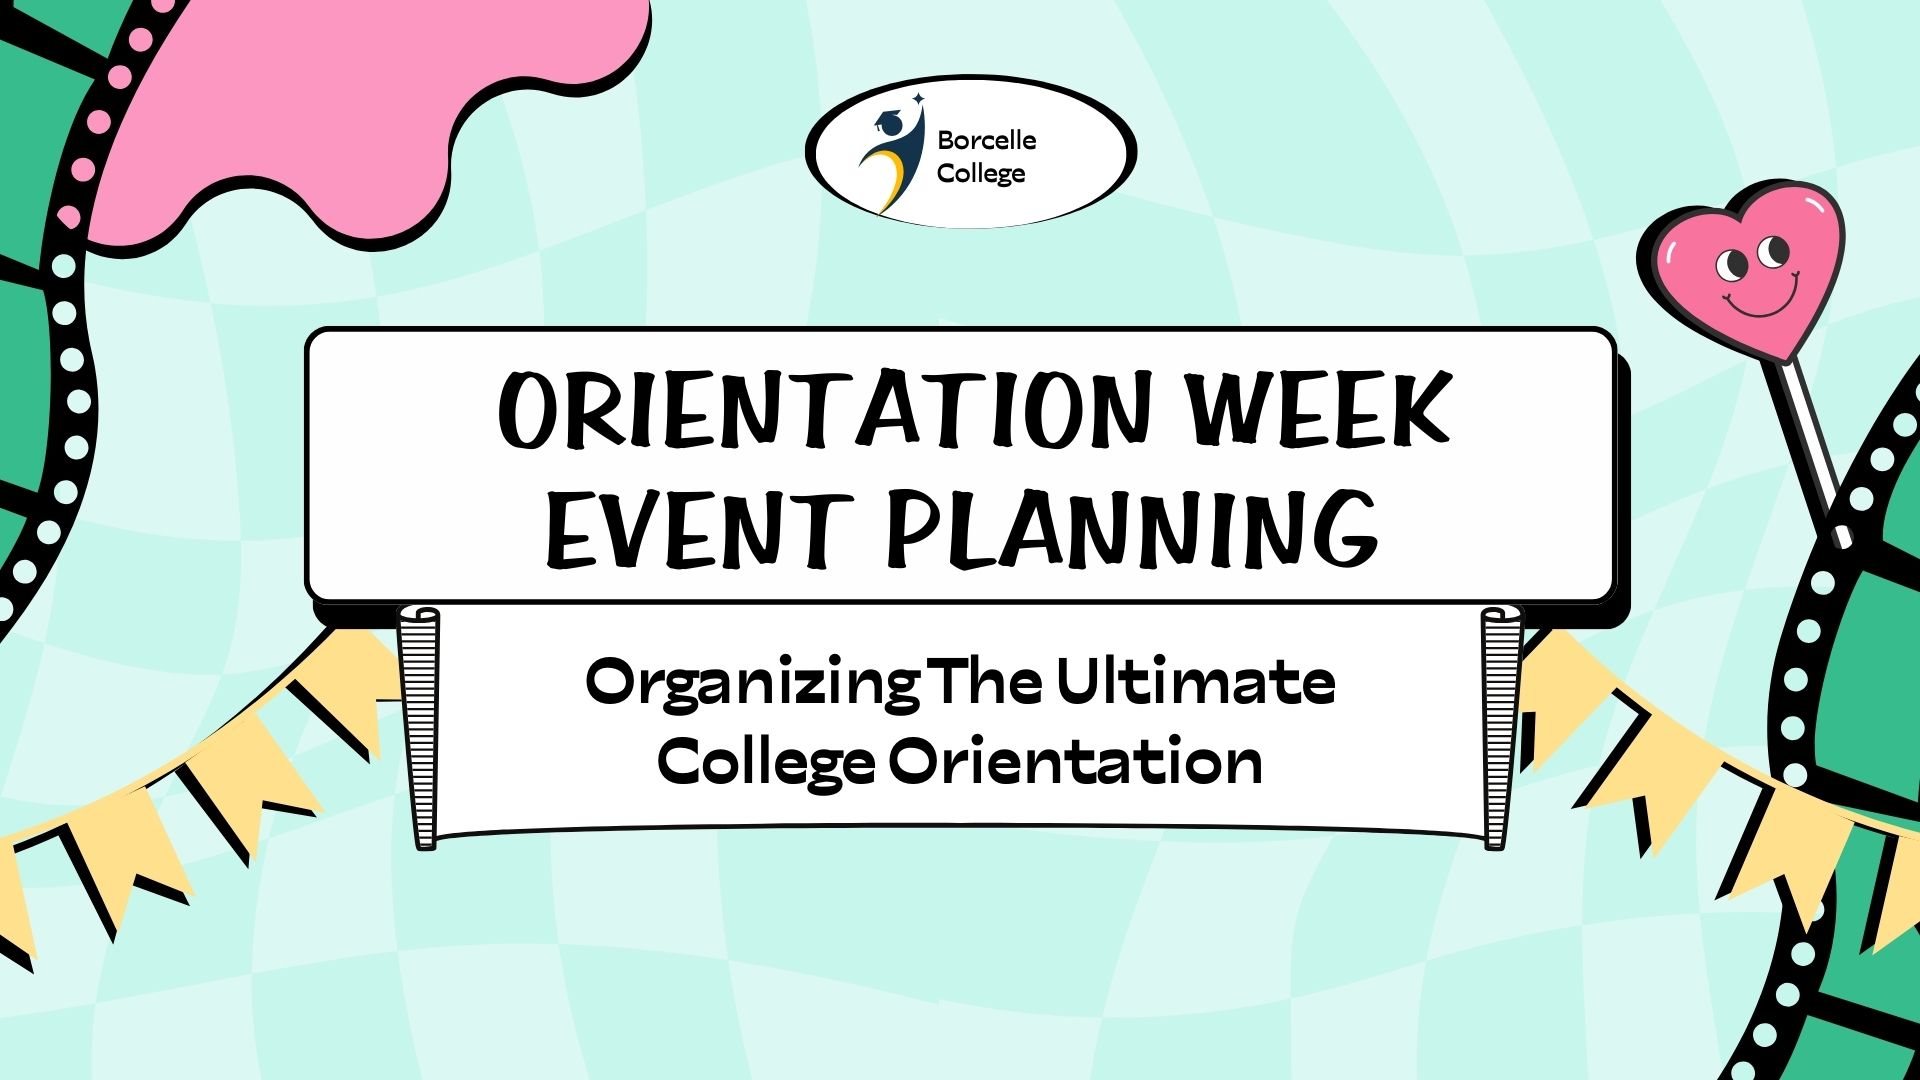 Borcelle
College
ORIENTATION WEEK
EVENT PLANNING
Organizing The Ultimate
College Orientation